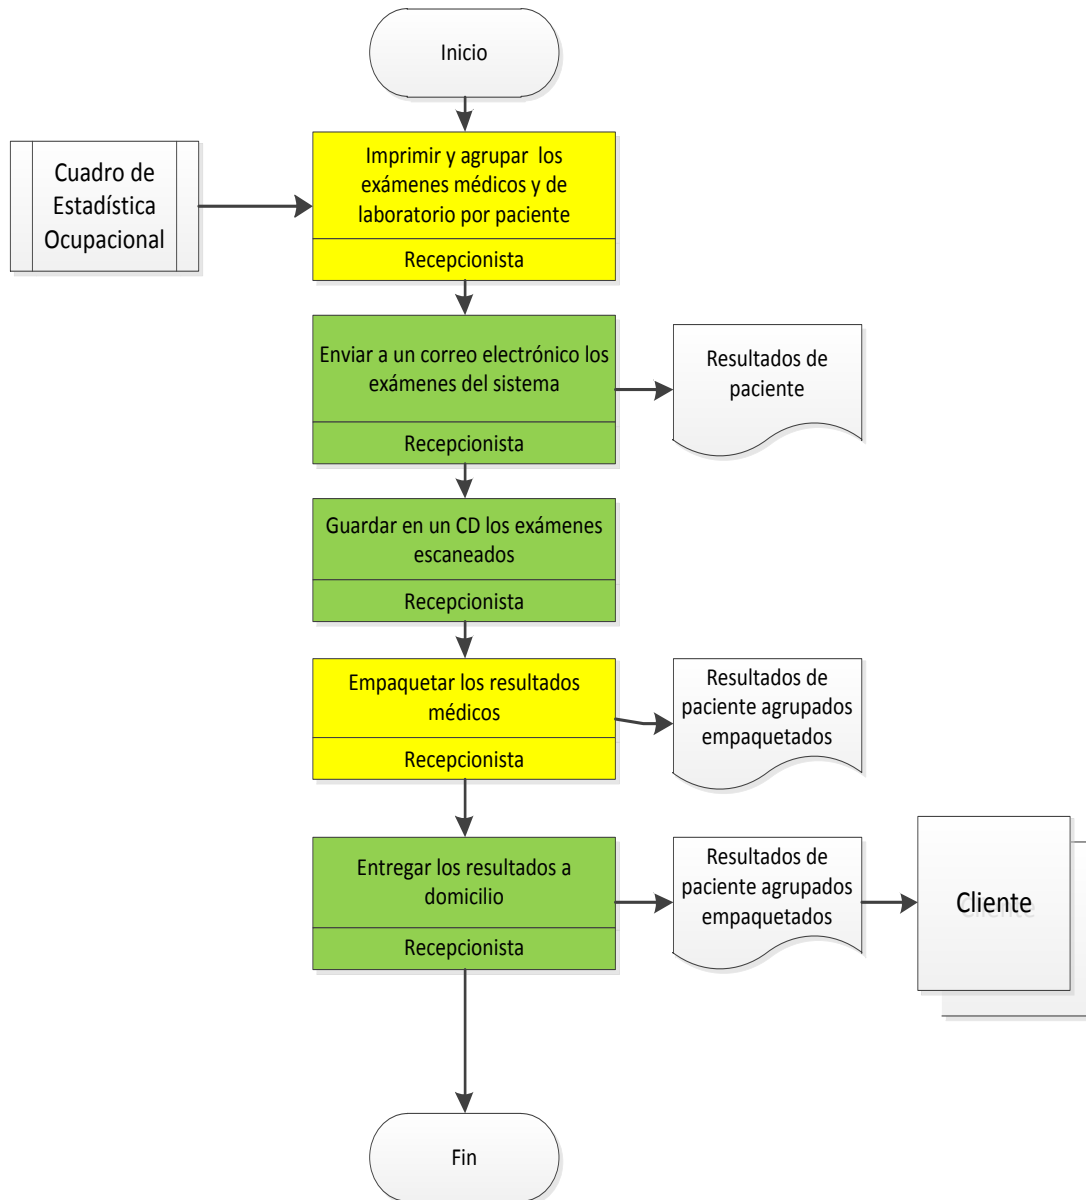 Inicio
Cuadro de
Estadística
Ocupacional
Imprimir y agrupar  los
exámenes médicos y de
laboratorio por paciente
Recepcionista
Enviar a un correo electrónico los
exámenes del sistema
Recepcionista
Resultados de
paciente
Guardar en un CD los exámenes
escaneados
Recepcionista
Empaquetar los resultados
médicos
Recepcionista
Resultados de
paciente agrupados
empaquetados
Entregar los resultados a
domicilio
Recepcionista
Resultados de
paciente agrupados
empaquetados
Cliente
Fin